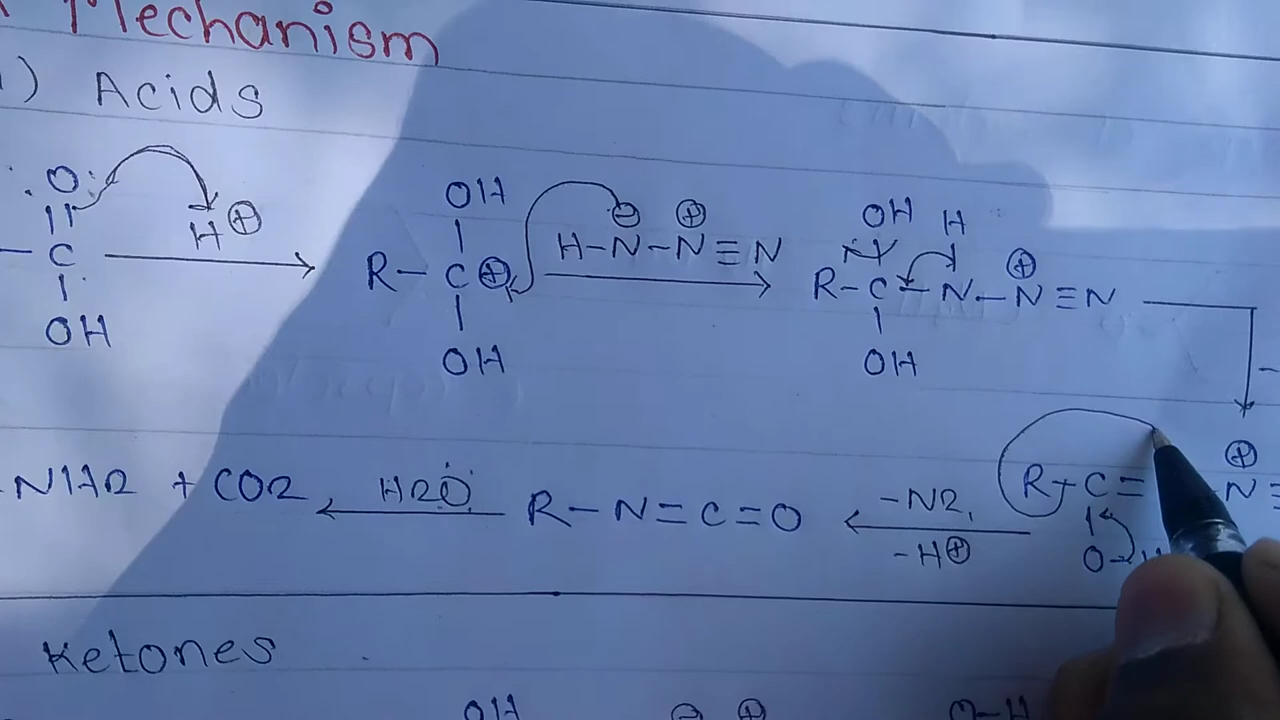 Mechanism
) Acids
O
||
– C
|
OH
H⊕
OH
|
R – C ⊕
|
OH
H – N⊖ – N⊕ ≡ N
OH H
R – C – N – N⊕ ≡ N
|
OH
–
NH2 + CO2, H2O R – N = C = O –N2, –H⊕ R – C = N⊕ ≡
O –
Ketones
OH ⊖ ⊕ O–H